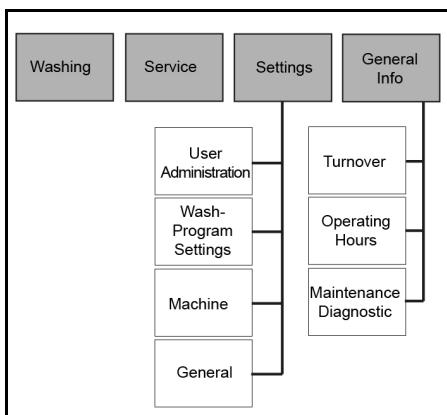 Washing
Service
Settings
General
Info
User
Administration
Wash-
Program
Settings
Machine
General
Turnover
Operating
Hours
Maintenance
Diagnostic